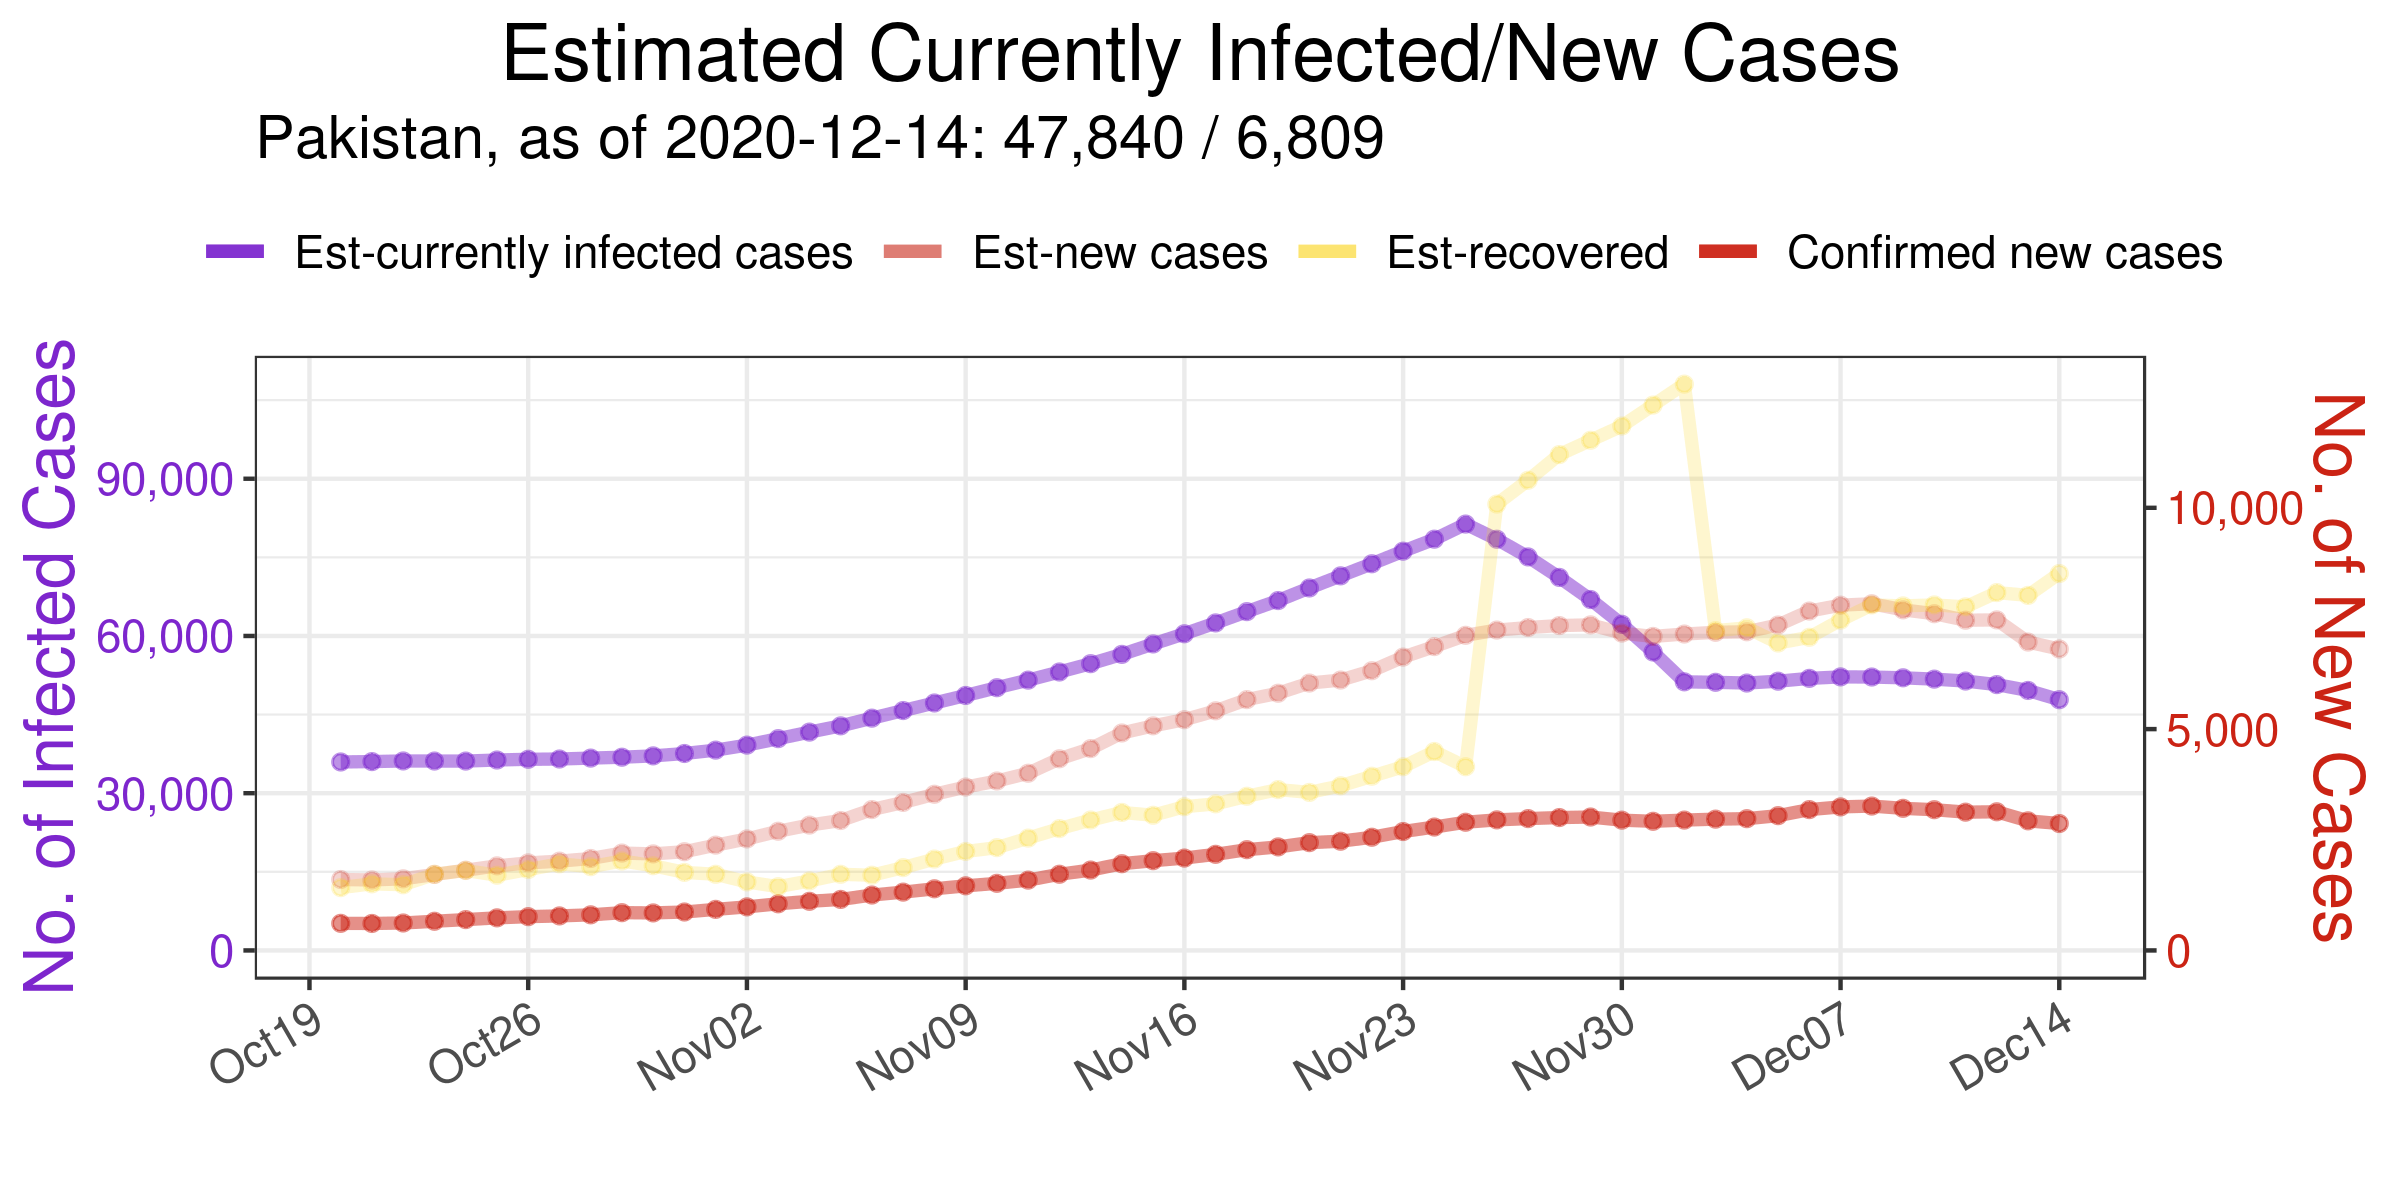 Estimated Currently Infected/New Cases
Pakistan, as of 2020-12-14: 47,840 / 6,809
Est-currently infected cases Est-new cases Est-recovered Confirmed new cases
No. of Infected Cases
90,000
60,000
30,000
0
No. of New Cases
10,000
5,000
0
Oct19 Oct26 Nov02 Nov09 Nov16 Nov23 Nov30 Dec07 Dec14